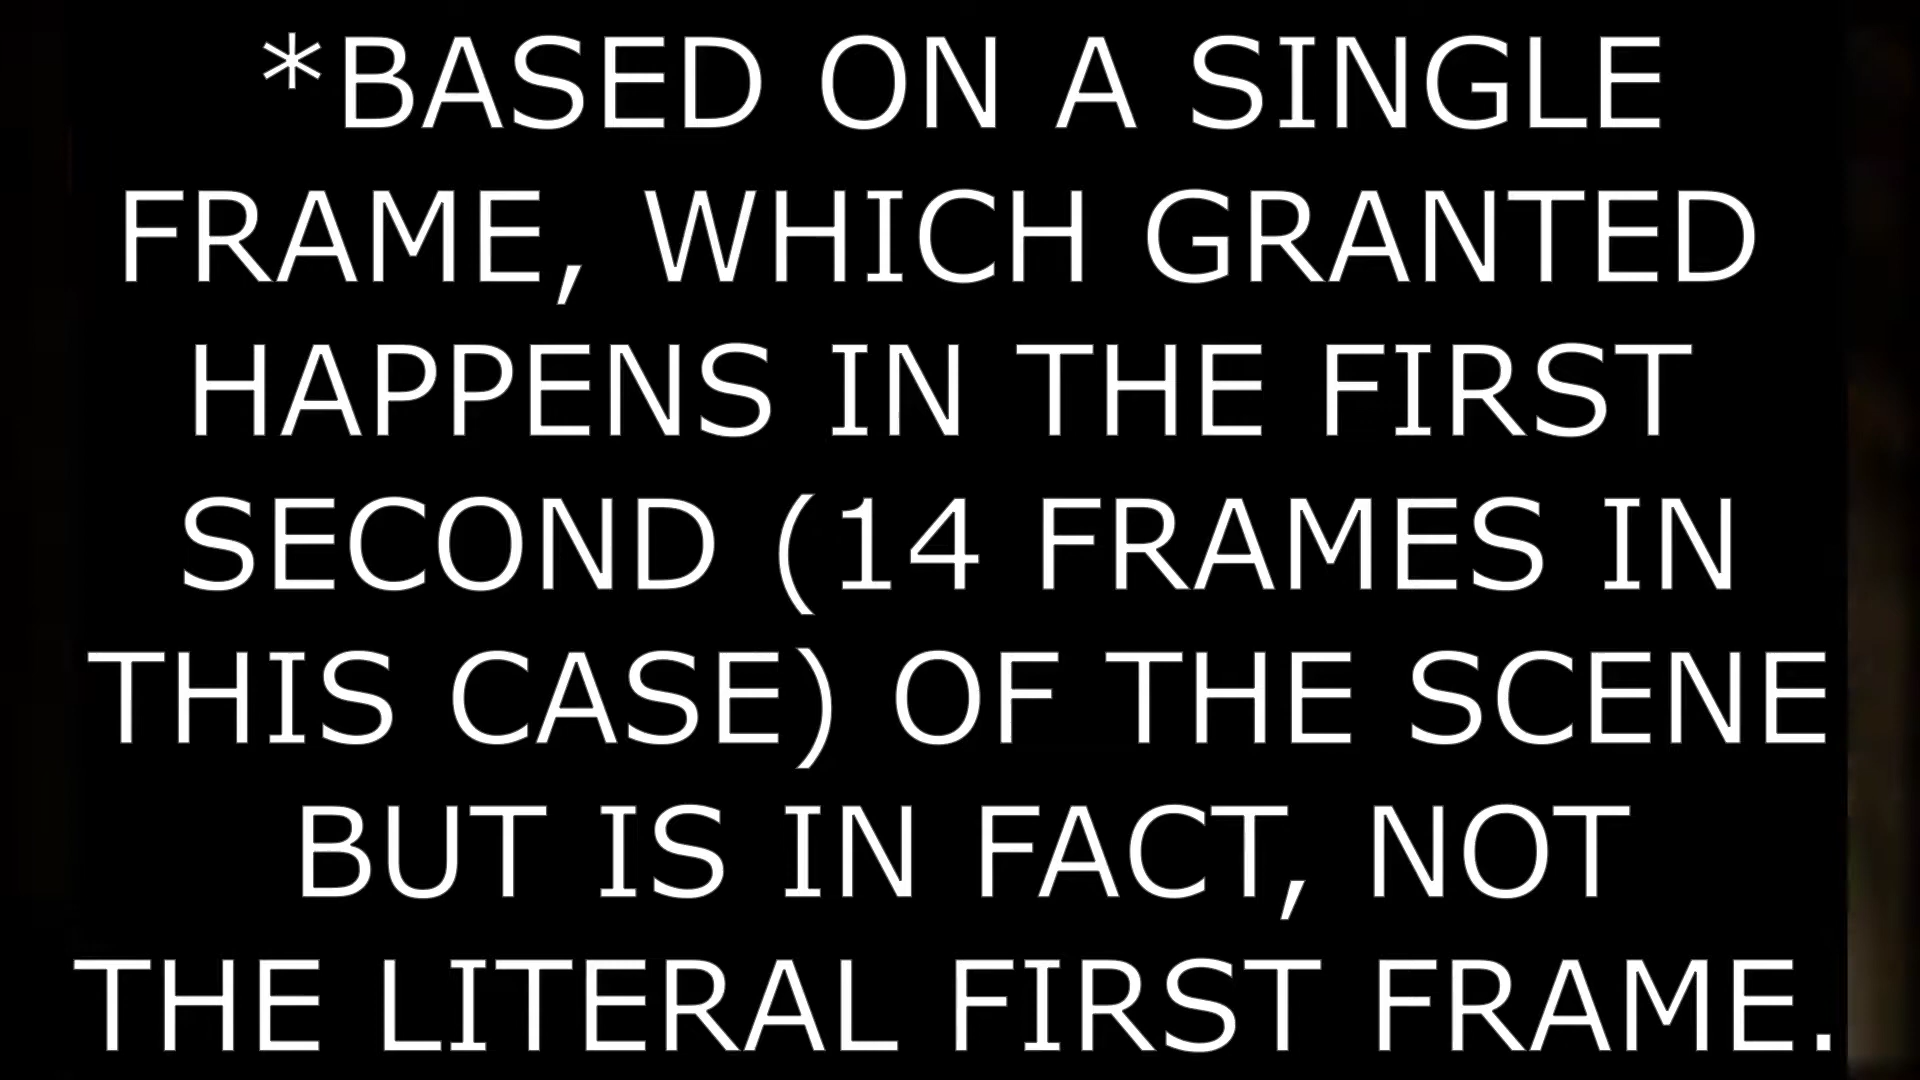 *BASED ON A SINGLE
FRAME, WHICH GRANTED
HAPPENS IN THE FIRST
SECOND (14 FRAMES IN
THIS CASE) OF THE SCENE
BUT IS IN FACT, NOT
THE LITERAL FIRST FRAME.